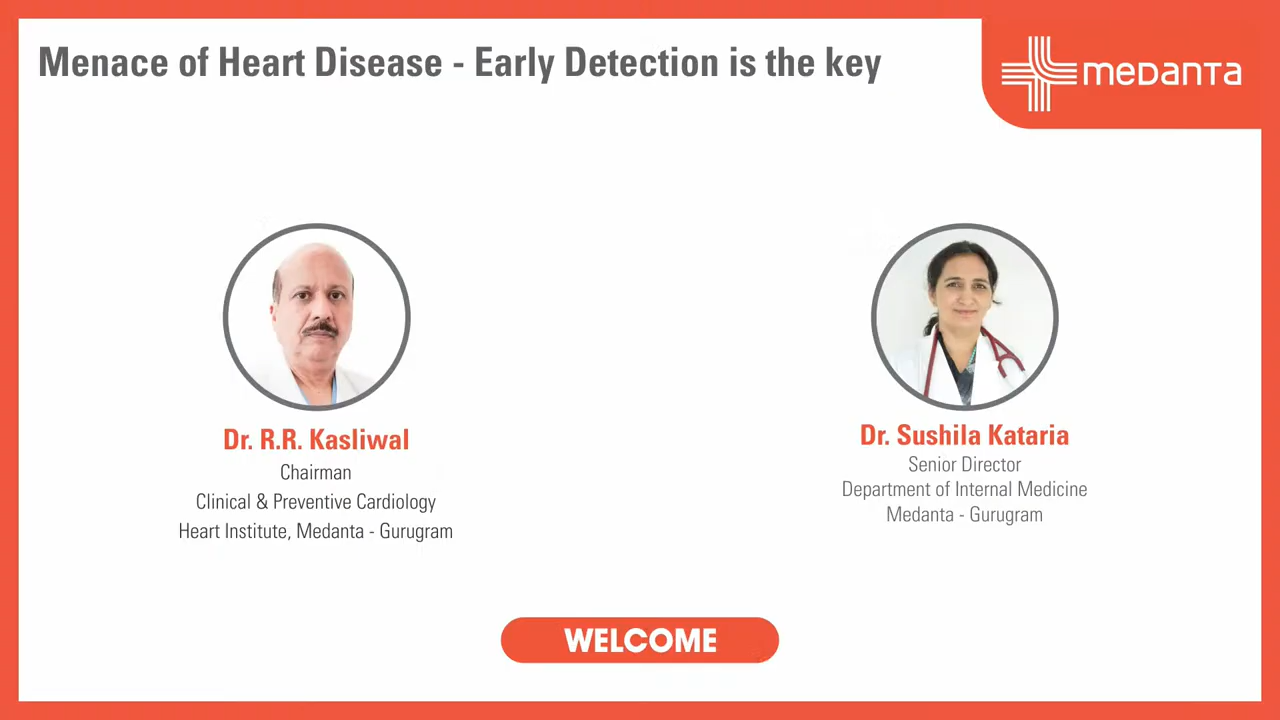 Menace of Heart Disease - Early Detection is the key
medanta
Dr. R.R. Kasliwal
Chairman
Clinical & Preventive Cardiology
Heart Institute, Medanta - Gurugram
Dr. Sushila Kataria
Senior Director
Department of Internal Medicine
Medanta - Gurugram
WELCOME